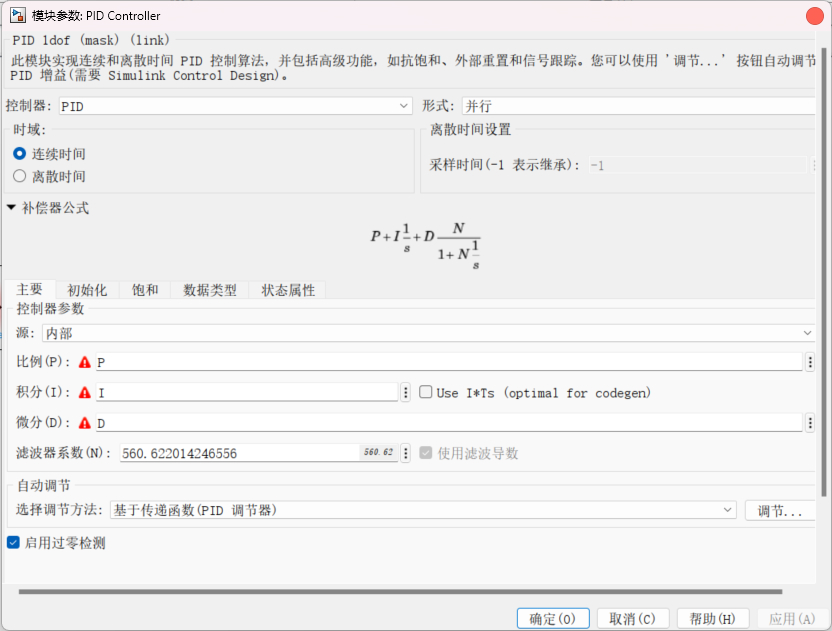 模块参数: PID Controller
PID 1dof (mask) (link)
此模块实现连续和离散时间 PID 控制算法，并包括高级功能，如抗饱和、外部重置和信号跟踪。您可以使用 '调节...' 按钮自动调节
PID 增益(需要 Simulink Control Design)。
控制器: PID 形式: 并行
时域: 离散时间设置
连续时间
采样时间(-1 表示继承): -1
离散时间
补偿器公式
P+I\frac{1}{s}+D\frac{N}{1+N\frac{1}{s}}
主要 初始化 饱和 数据类型 状态属性
控制器参数
源: 内部
比例(P): P
积分(I): I Use I*Ts (optimal for codegen)
微分(D): D
滤波器系数(N): 560.622014246556 560.62 使用滤波导数
自动调节
选择调节方法: 基于传递函数(PID 调节器) 调节...
启用过零检测
确定(O) 取消(C) 帮助(H) 应用(A)